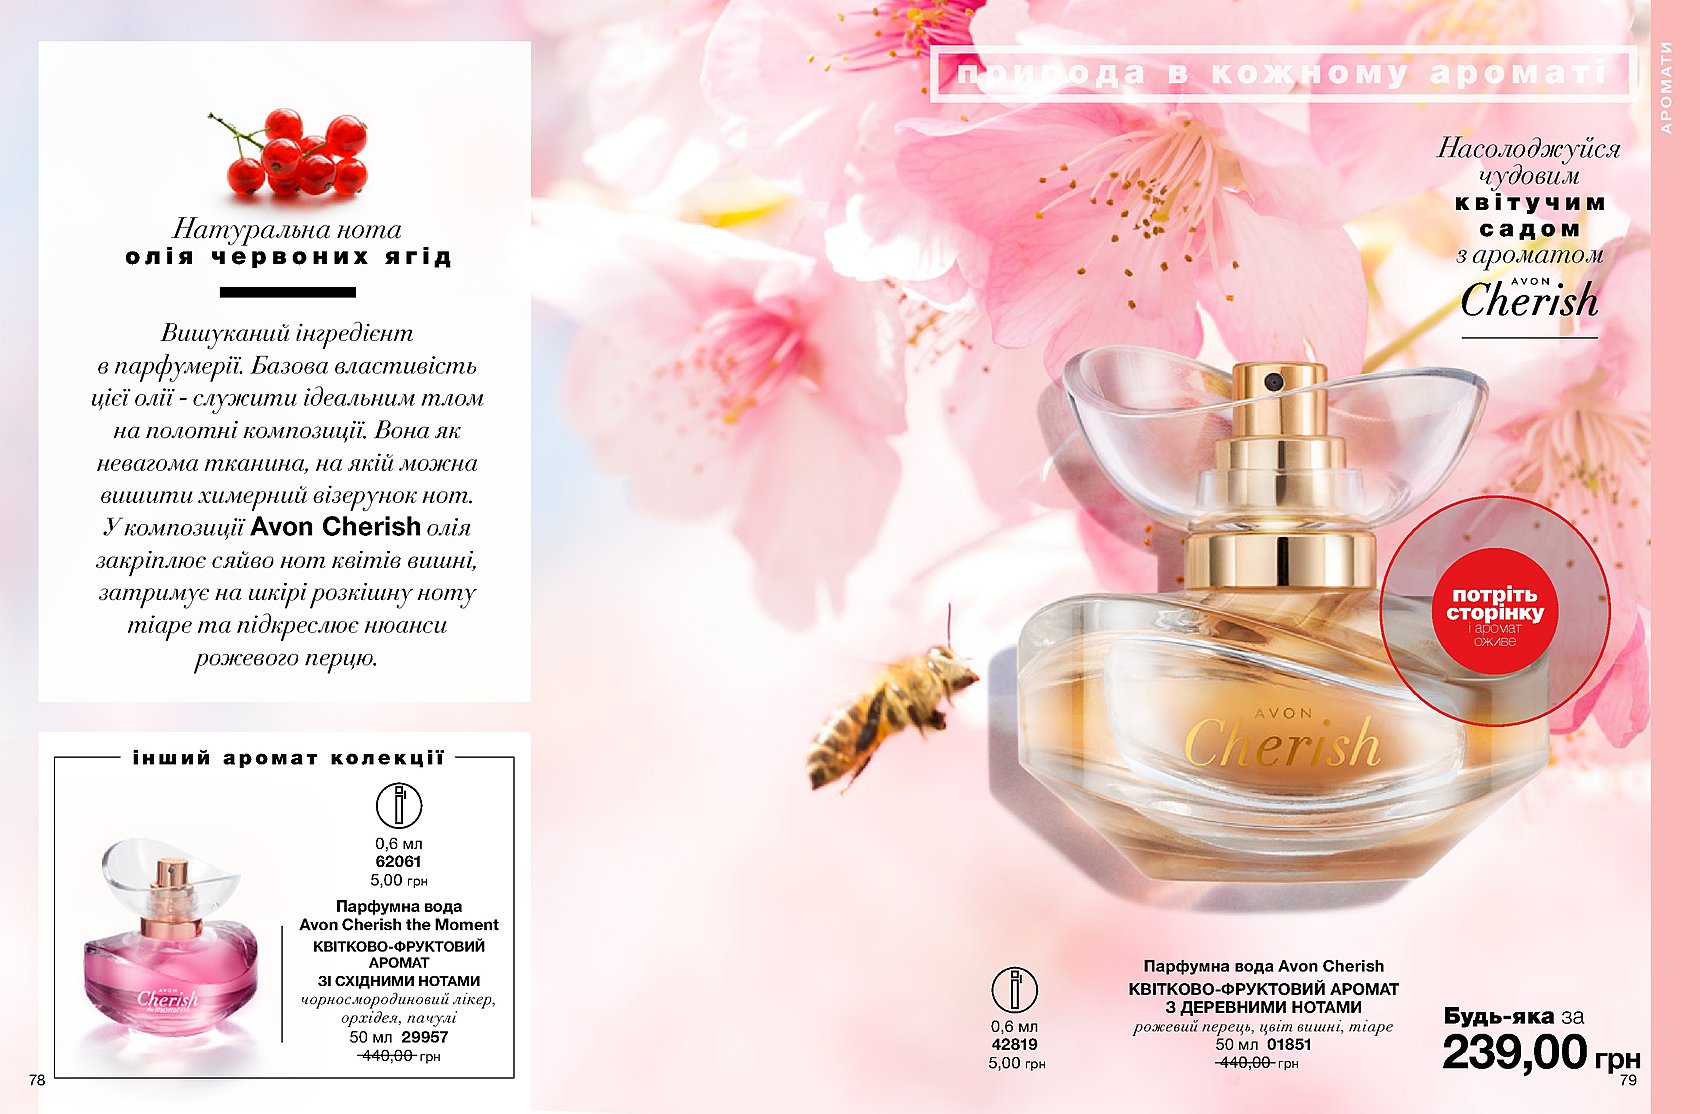 Натуральна нота
олія червоних ягід
Вишуканий інгредієнт
в парфумерії. Базова властивість
цієї олії - служити ідеальним тлом
на полотні композиції. Вона як
невагома тканина, на якій можна
вишити химерний візерунок нот.
У композиції Avon Cherish олія
закріплює сяйво нот квітів вишні,
затримує на шкірі розкішну ноту
тіаре та підкреслює нюанси
рожевого перцю.
інший аромат колекції
0,6 мл
62061
5,00 грн
Парфумна вода
Avon Cherish the Moment
КВІТКОВО-ФРУКТОВИЙ
АРОМАТ
ЗІ СХІДНИМИ НОТАМИ
чорносмородиновий лікер,
орхідея, пачулі
50 мл 29957
440,00 грн
AVON
Cherish
the moment
78
природа в кожному ароматі
АРОМАТИ
Насолоджуйся
чудовим
квітучим
садом
з ароматом
AVON
Cherish
потріть
сторінку
і аромат
оживе
AVON
Cherish
0,6 мл
42819
5,00 грн
Парфумна вода Avon Cherish
КВІТКОВО-ФРУКТОВИЙ АРОМАТ
З ДЕРЕВНИМИ НОТАМИ
рожевий перець, цвіт вишні, тіаре
50 мл 01851
440,00 грн
Будь-яка за
239,00 грн
79